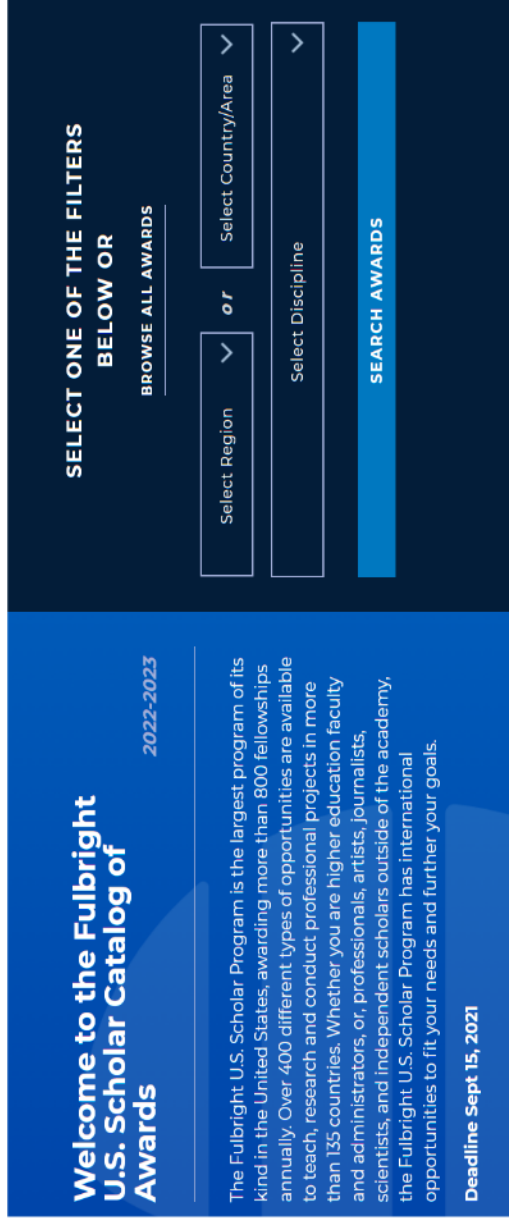 Welcome to the Fulbright
U.S. Scholar Catalog of
Awards
2022-2023
The Fulbright U.S. Scholar Program is the largest program of its
kind in the United States, awarding more than 800 fellowships
annually. Over 400 different types of opportunities are available
to teach, research and conduct professional projects in more
than 135 countries. Whether you are higher education faculty
and administrators, or, professionals, artists, journalists,
scientists, and independent scholars outside of the academy,
the Fulbright U.S. Scholar Program has international
opportunities to fit your needs and further your goals.
Deadline Sept 15, 2021
SELECT ONE OF THE FILTERS
BELOW OR
BROWSE ALL AWARDS
Select Region or Select Country/Area
Select Discipline
SEARCH AWARDS